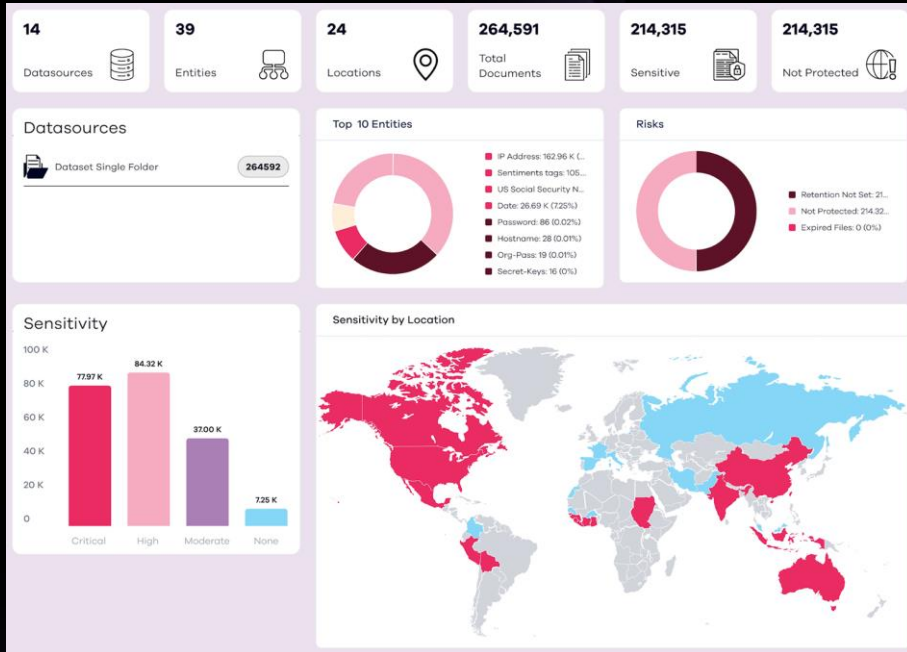 14
Datasources
39
Entities
24
Locations
264,591
Total
Documents
214,315
Sensitive
214,315
Not Protected
Datasources
Dataset Single Folder
264592
Top 10 Entities
IP Address: 162.96 K (...
Sentiments tags: 105...
US Social Security N...
Date: 26.69 K (7.25%)
Password: 86 (0.02%)
Hostname: 28 (0.01%)
Org-Pass: 19 (0.01%)
Secret-Keys: 16 (0%)
Risks
Retention Not Set: 21...
Not Protected: 214.32...
Expired Files: 0 (0%)
Sensitivity
100 K
80 K
60 K
40 K
20 K
0
77.97 K
84.32 K
37.00 K
7.25 K
Critical
High
Moderate
None
Sensitivity by Location